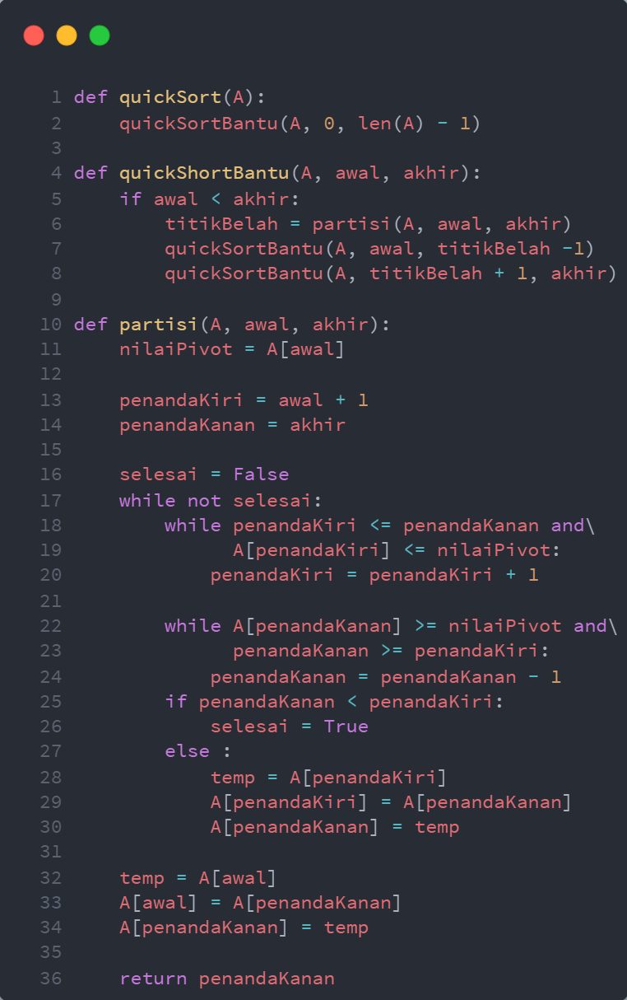 1 def quickSort(A):
2     quickSortBantu(A, 0, len(A) - 1)
3
4 def quickShortBantu(A, awal, akhir):
5     if awal < akhir:
6         titikBelah = partisi(A, awal, akhir)
7         quickSortBantu(A, awal, titikBelah -1)
8         quickSortBantu(A, titikBelah + 1, akhir)
9
10 def partisi(A, awal, akhir):
11     nilaiPivot = A[awal]
12
13     penandaKiri = awal + 1
14     penandaKanan = akhir
15
16     selesai = False
17     while not selesai:
18         while penandaKiri <= penandaKanan and\
19               A[penandaKiri] <= nilaiPivot:
20             penandaKiri = penandaKiri + 1
21
22         while A[penandaKanan] >= nilaiPivot and\
23               penandaKanan >= penandaKiri:
24             penandaKanan = penandaKanan - 1
25         if penandaKanan < penandaKiri:
26             selesai = True
27         else :
28             temp = A[penandaKiri]
29             A[penandaKiri] = A[penandaKanan]
30             A[penandaKanan] = temp
31
32     temp = A[awal]
33     A[awal] = A[penandaKanan]
34     A[penandaKanan] = temp
35
36     return penandaKanan